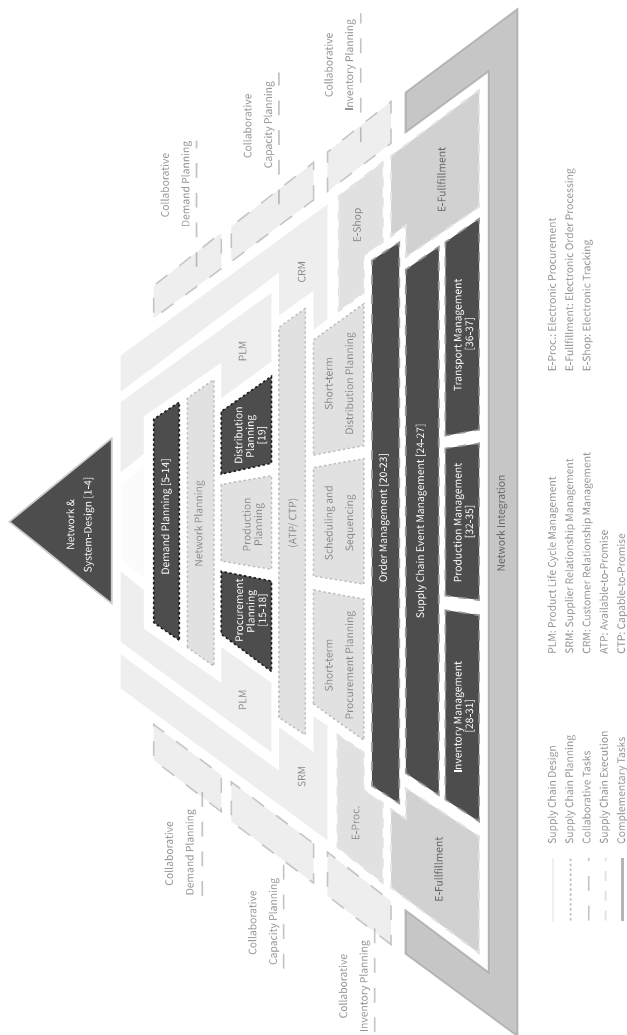 Network &
System-Design [1-4]
Demand Planning [5-14]
Network Planning
Procurement
Planning
[15-18]
Production
Planning
Distribution
Planning
[19]
(ATP/ CTP)
Short-term
Procurement Planning
Scheduling and
Sequencing
Short-term
Distribution Planning
Order Management [20-23]
Supply Chain Event Management [24-27]
Inventory Management
[28-31]
Production Management
[32-35]
Transport Management
[36-37]
Network Integration
PLM
PLM
SRM
CRM
E-Proc.
E-Shop
E-Fullfillment
E-Fullfillment
Collaborative
Demand Planning
Collaborative
Capacity Planning
Collaborative
Inventory Planning
Collaborative
Demand Planning
Collaborative
Capacity Planning
Collaborative
Inventory Planning
Supply Chain Design
Supply Chain Planning
Collaborative Tasks
Supply Chain Execution
Complementary Tasks
PLM: Product Life Cycle Management
SRM: Supplier Relationship Management
CRM: Customer Relationship Management
ATP: Available-to-Promise
CTP: Capable-to-Promise
E-Proc.: Electronic Procurement
E-Fullfillment: Electronic Order Processing
E-Shop: Electronic Tracking